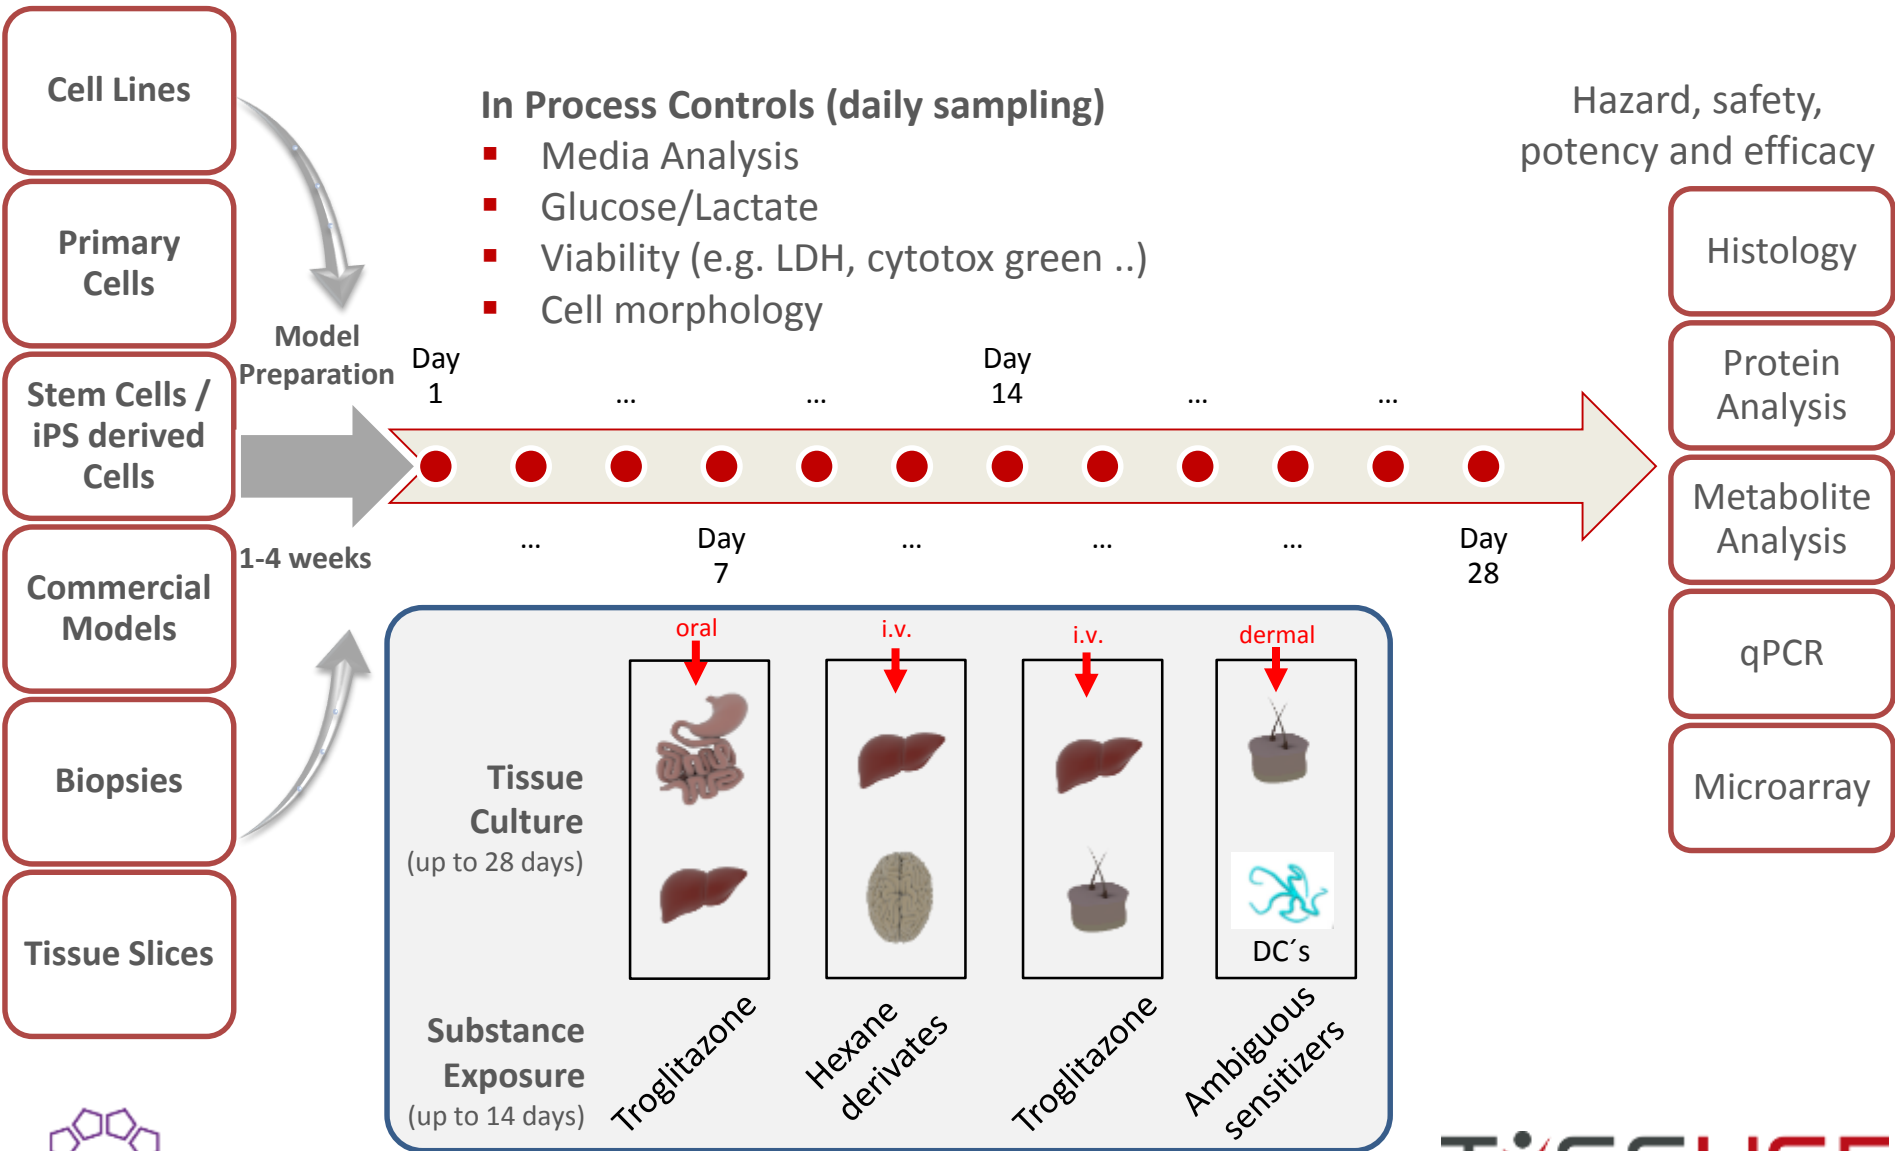 Cell Lines
Primary
Cells
Stem Cells /
iPS derived
Cells
Commercial
Models
Biopsies
Tissue Slices
Model
Preparation
1-4 weeks
In Process Controls (daily sampling)
▪ Media Analysis
▪ Glucose/Lactate
▪ Viability (e.g. LDH, cytotox green ..)
▪ Cell morphology
Day
1
...
...
Day
14
...
...
...
Day
7
...
...
...
Day
28
oral
i.v.
i.v.
dermal
Tissue
Culture
(up to 28 days)
DC´s
Substance
Exposure
(up to 14 days)
Troglitazone
Hexane
derivates
Troglitazone
Ambiguous
sensitizers
Hazard, safety,
potency and efficacy
Histology
Protein
Analysis
Metabolite
Analysis
qPCR
Microarray